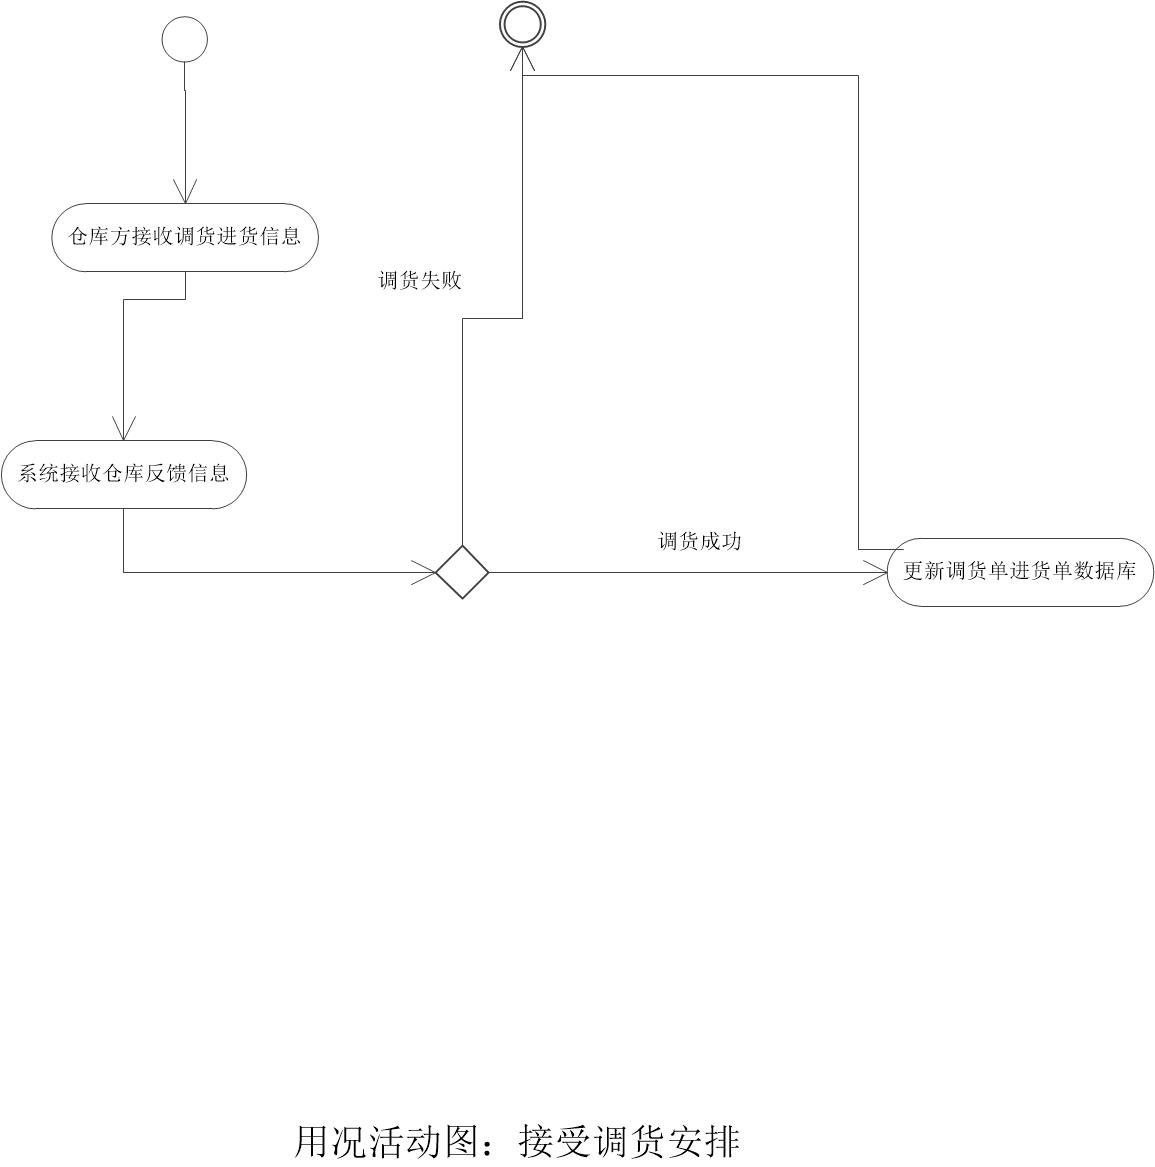 仓库方接收调货进货信息
调货失败
系统接收仓库反馈信息
调货成功
更新调货单进货单数据库
用况活动图：接受调货安排